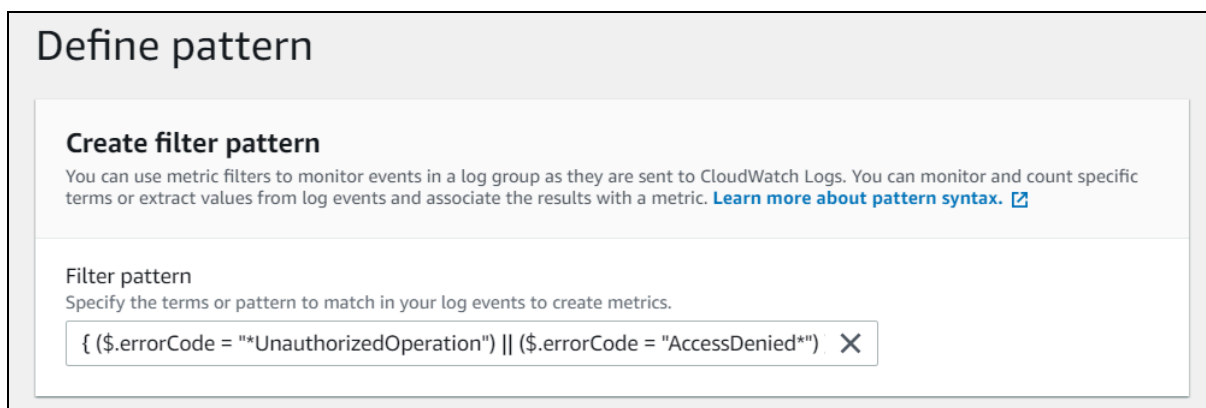 Define pattern
Create filter pattern
You can use metric filters to monitor events in a log group as they are sent to CloudWatch Logs. You can monitor and count specific
terms or extract values from log events and associate the results with a metric. Learn more about pattern syntax.
Filter pattern
Specify the terms or pattern to match in your log events to create metrics.
{ ($.errorCode = "*UnauthorizedOperation") || ($.errorCode = "AccessDenied*")